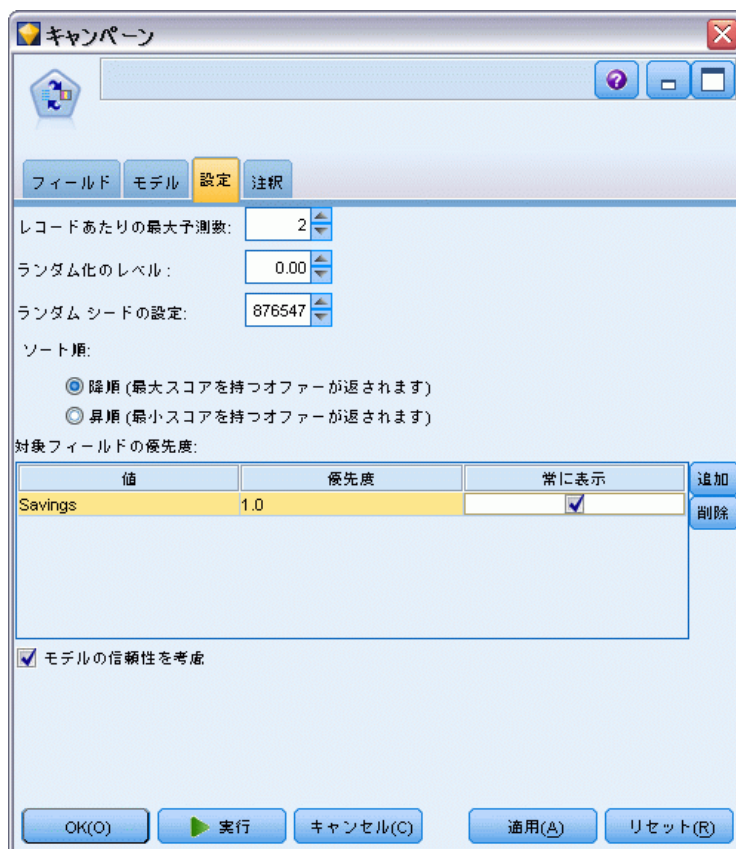 キャンペーン
フィールド モデル 設定 注釈
レコードあたりの最大予測数: 2
ランダム化のレベル: 0.00
ランダム シードの設定: 876547
ソート順:
降順 (最大スコアを持つオファーが返されます)
昇順 (最小スコアを持つオファーが返されます)
対象フィールドの優先度:
値 優先度 常に表示 追加
Savings 1.0 削除
モデルの信頼性を考慮
OK(O) 実行 キャンセル(C) 適用(A) リセット(R)